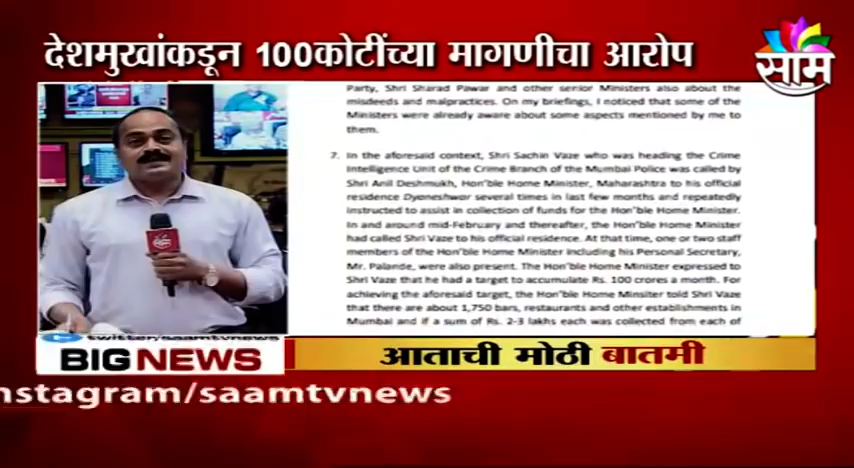 देशमुखांकडून 100कोटींच्या मागणीचा आरोप
साम
Party, Shri Sharad Pawar and other senior Ministers also about the
misdeeds and malpractices. On my briefings, I noticed that some of the
Ministers were already aware about some aspects mentioned by me to
them.
7. In the aforesaid context, Shri Sachin Vaze who was heading the Crime
Intelligence Unit of the Crime Branch of the Mumbai Police was called by
Shri Anil Deshmukh, Hon'ble Home Minister, Maharashtra to his official
residence Dyaneshwar several times in last few months and repeatedly
instructed to assist in collection of funds for the Hon'ble Home Minister.
In and around mid-February and thereafter, the Hon'ble Home Minister
had called Shri Vaze to his official residence. At that time, one or two staff
members of the Hon'ble Home Minister including his Personal Secretary,
Mr. Palande, were also present. The Hon'ble Home Minister expressed to
Shri Vaze that he had a target to accumulate Rs. 100 crores a month. For
achieving the aforesaid target, the Hon'ble Home Minsiter told Shri Vaze
that there are about 1,750 bars, restaurants and other establishments in
Mumbai and if a sum of Rs. 2-3 lakhs each was collected from each of
twitter/saamtvnews
BIG NEWS
आताची मोठी बातमी
nstagram/saamtvnews